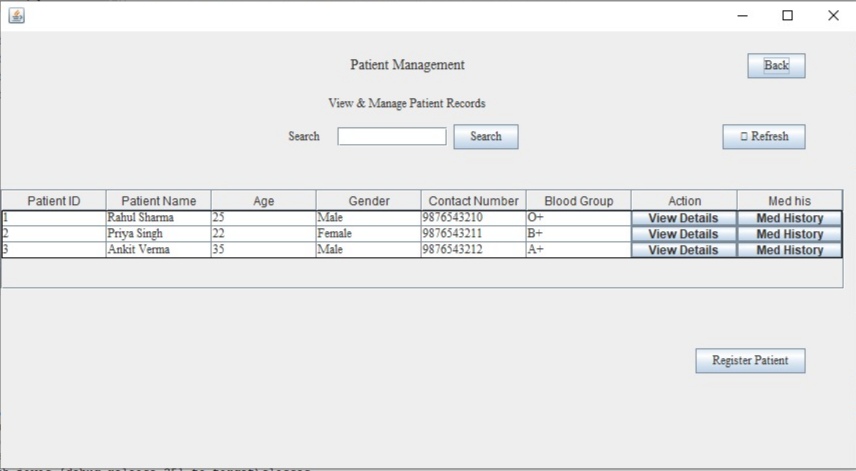 Patient Management
Back
View & Manage Patient Records
Search Search Refresh
Patient ID Patient Name Age Gender Contact Number Blood Group Action Med his
1 Rahul Sharma 25 Male 9876543210 O+ View Details Med History
2 Priya Singh 22 Female 9876543211 B+ View Details Med History
3 Ankit Verma 35 Male 9876543212 A+ View Details Med History
Register Patient